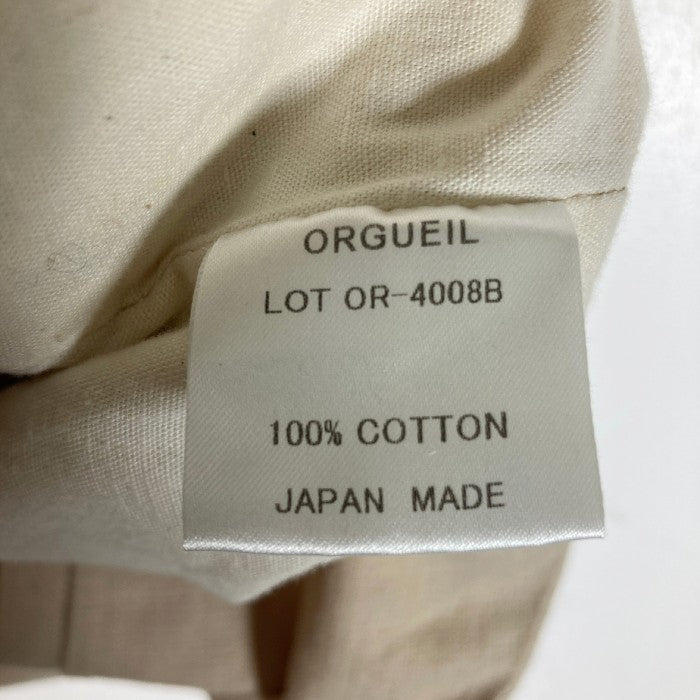 ORGUEIL
LOT OR-4008B
100% COTTON
JAPAN MADE